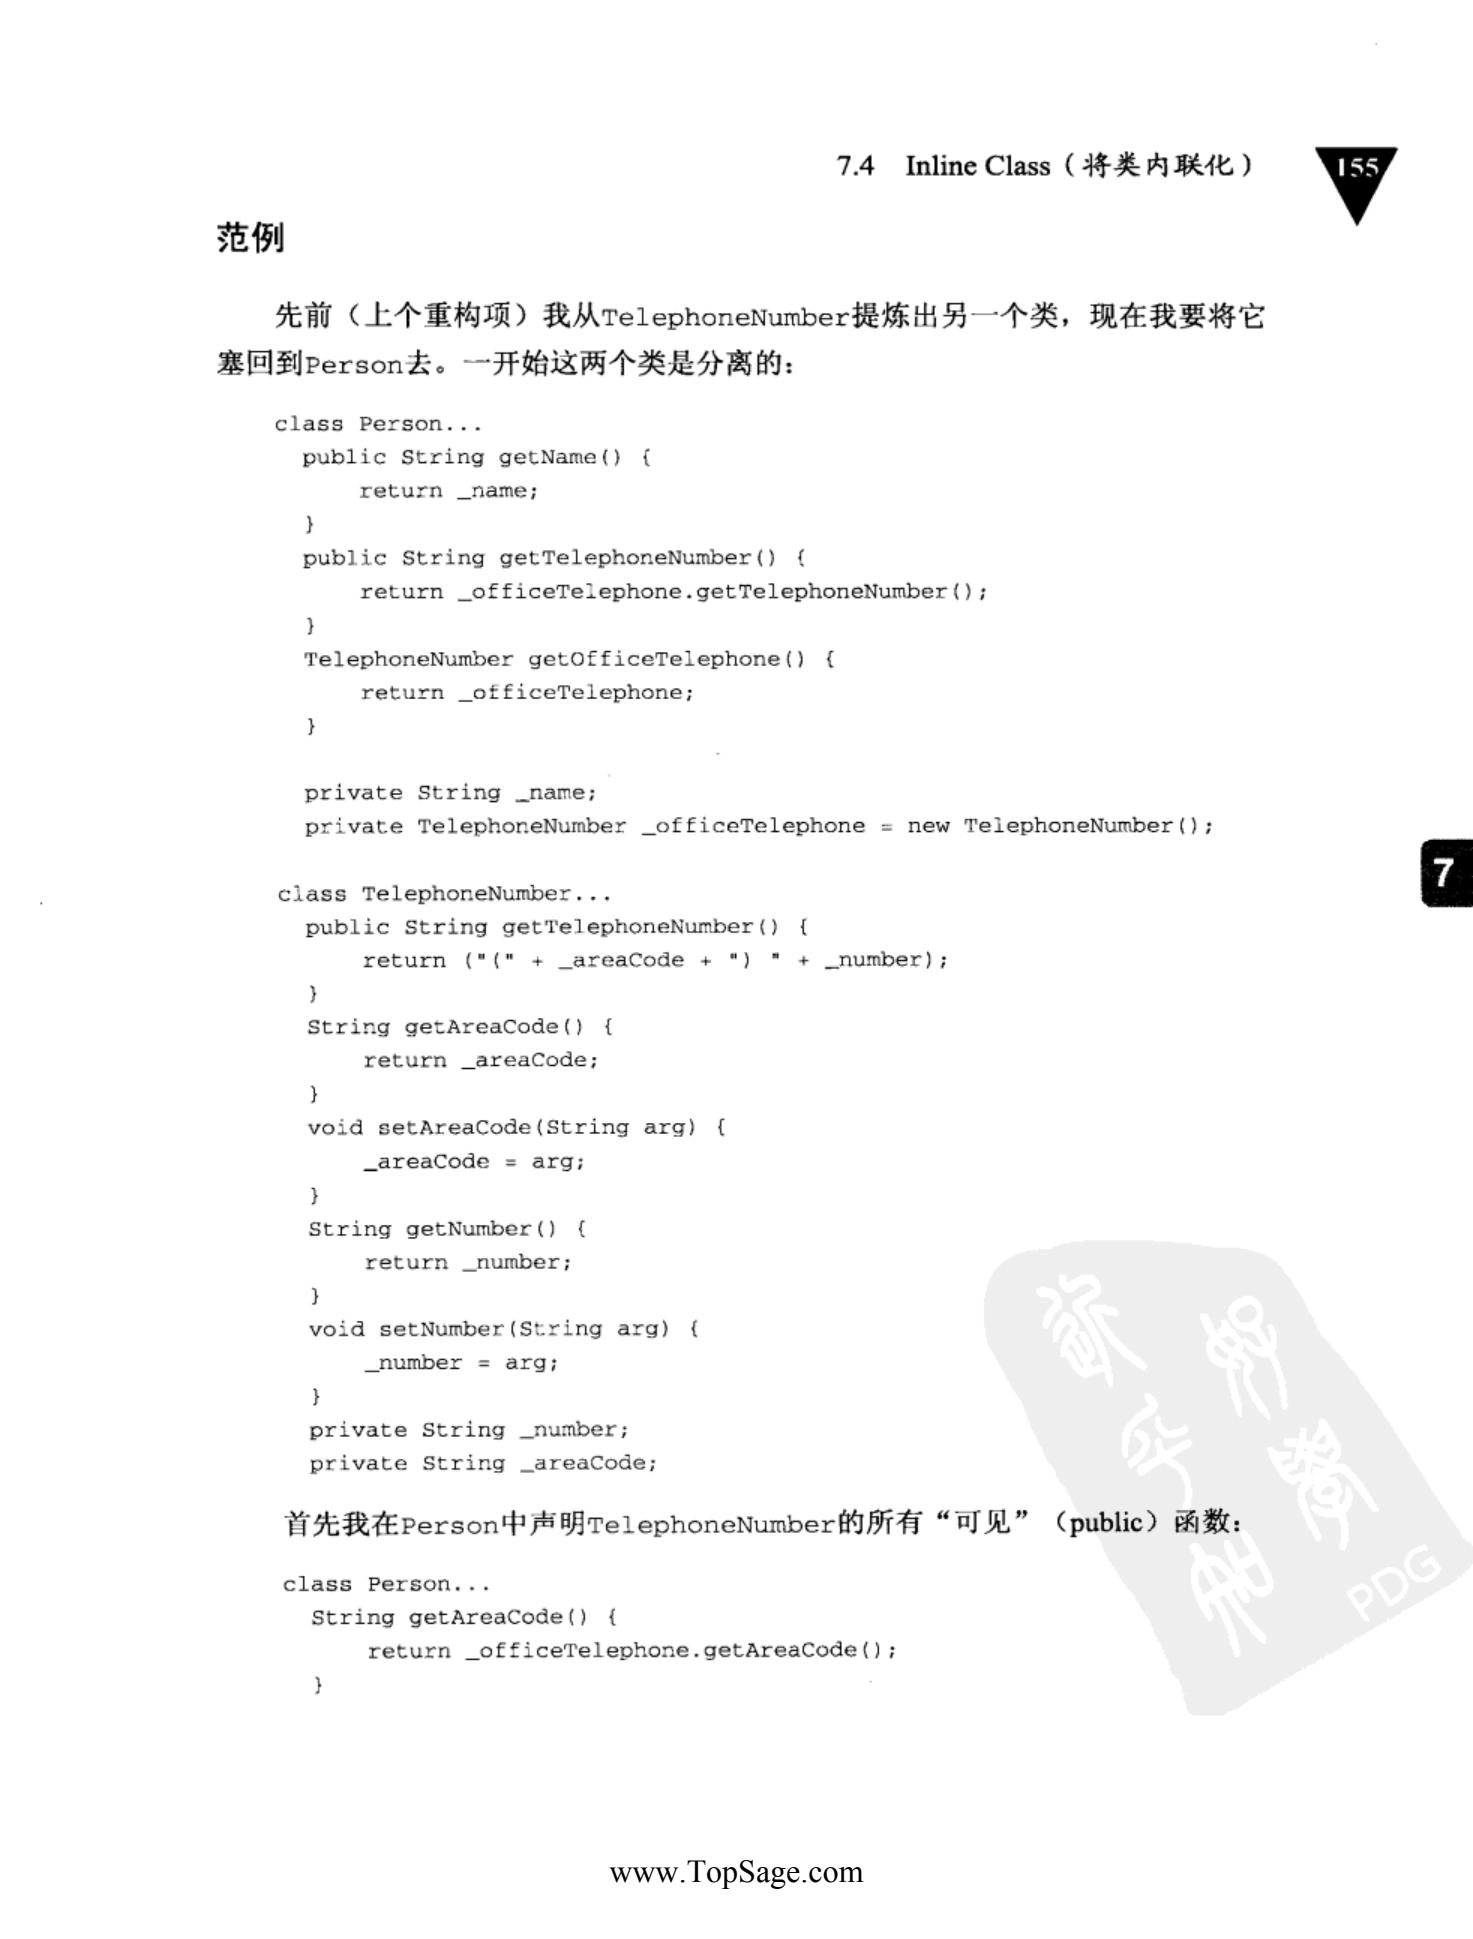 7.4 Inline Class（将类内联化） 155
范例
先前（上个重构项）我从TelephoneNumber提炼出另一个类，现在我要将它
塞回到Person去。一开始这两个类是分离的：
class Person...
  public String getName() {
      return _name;
  }
  public String getTelephoneNumber() {
      return _officeTelephone.getTelephoneNumber();
  }
  TelephoneNumber getOfficeTelephone() {
      return _officeTelephone;
  }
  private String _name;
  private TelephoneNumber _officeTelephone = new TelephoneNumber();
7
class TelephoneNumber...
  public String getTelephoneNumber() {
      return ("(" + _areaCode + ") " + _number);
  }
  String getAreaCode() {
      return _areaCode;
  }
  void setAreaCode(String arg) {
      _areaCode = arg;
  }
  String getNumber() {
      return _number;
  }
  void setNumber(String arg) {
      _number = arg;
  }
  private String _number;
  private String _areaCode;
首先我在Person中声明TelephoneNumber的所有“可见”（public）函数：
class Person...
  String getAreaCode() {
      return _officeTelephone.getAreaCode();
  }
PDG
www.TopSage.com